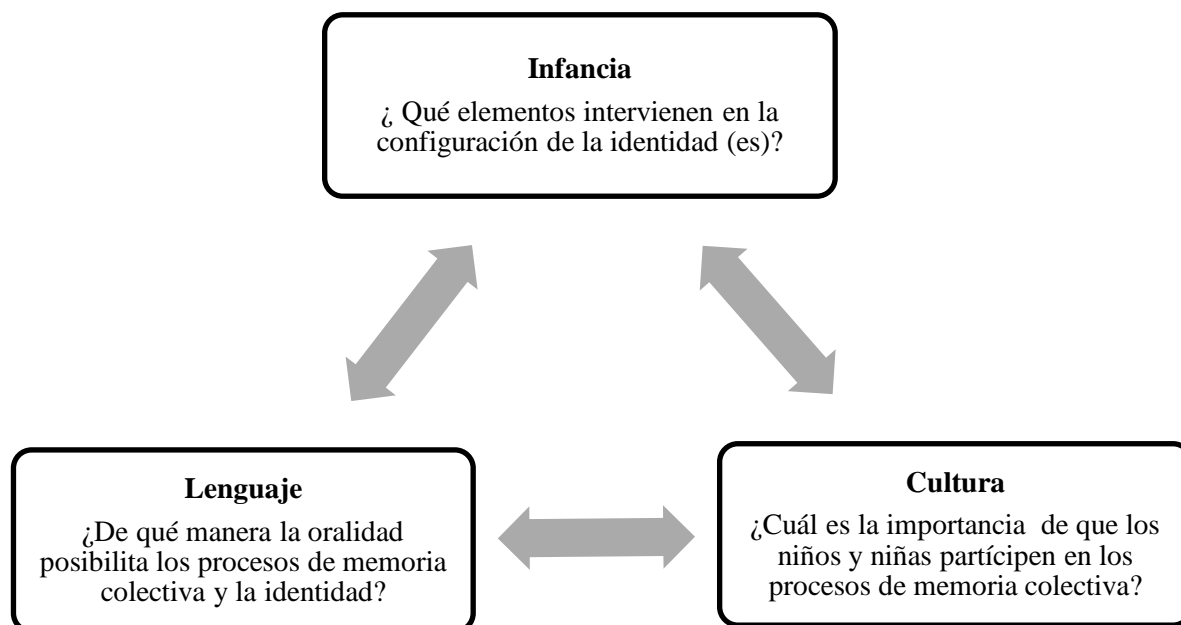 Infancia
¿ Qué elementos intervienen en la
configuración de la identidad (es)?
Lenguaje
¿De qué manera la oralidad
posibilita los procesos de memoria
colectiva y la identidad?
Cultura
¿Cuál es la importancia  de que los
niños y niñas partícipen en los
procesos de memoria colectiva?